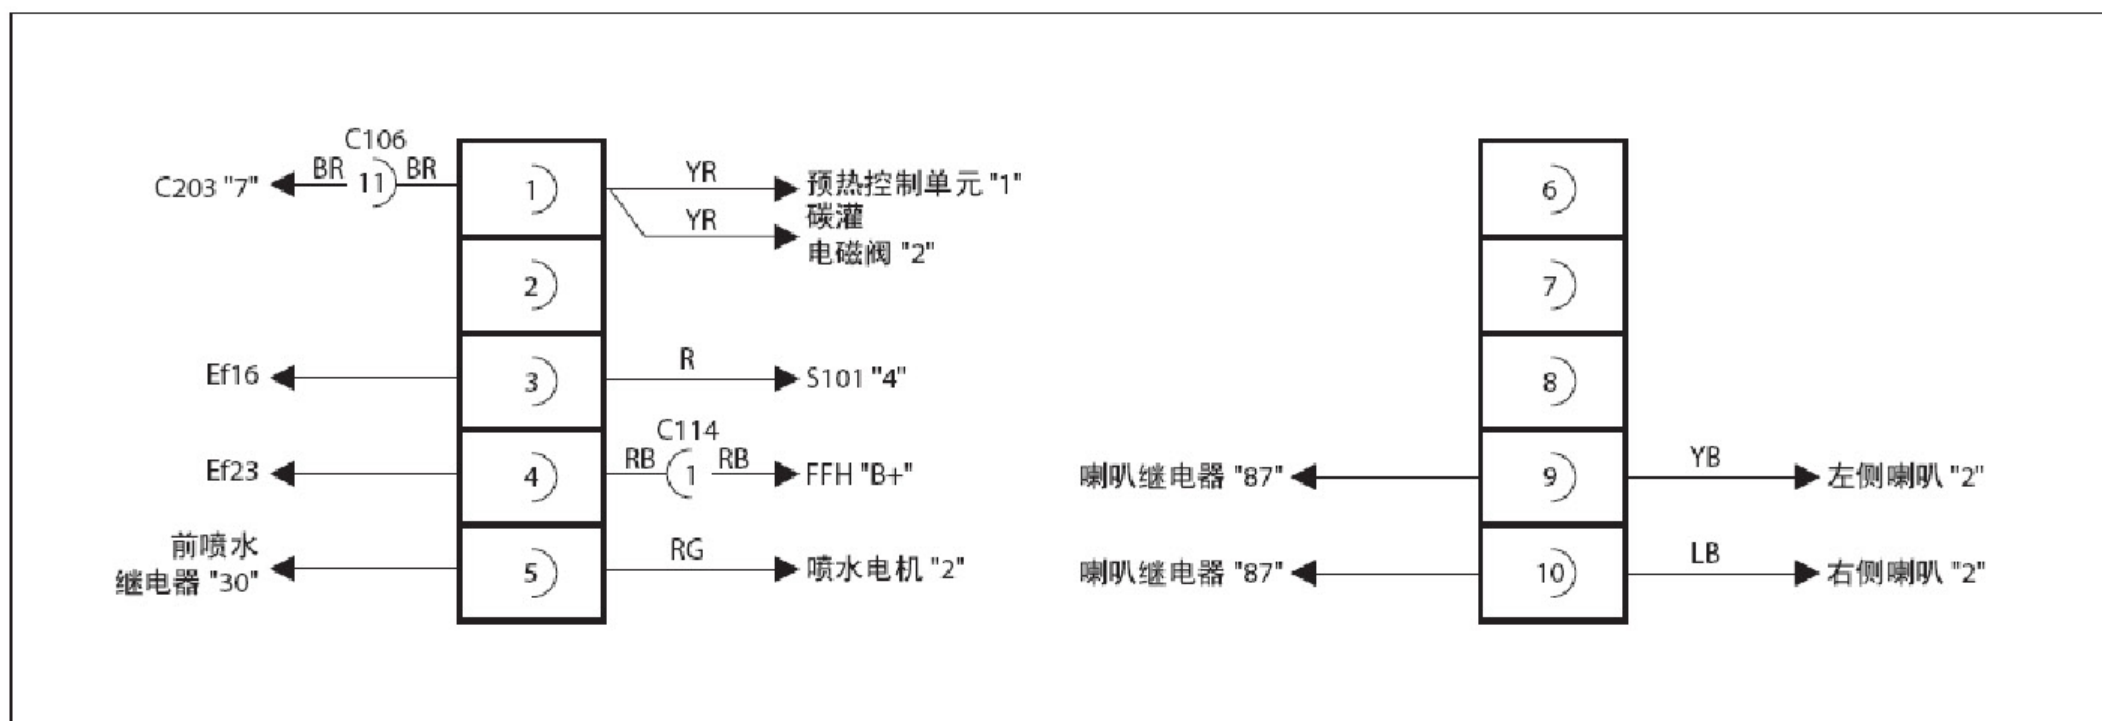 C106
C203 "7" BR 11 BR 1 YR 预热控制单元 "1"
YR 碳灌
电磁阀 "2"
2
Ef16 3 R S101 "4"
C114
Ef23 4 RB 1 RB FFH "B+"
前喷水
继电器 "30" 5 RG 喷水电机 "2"
6
7
8
喇叭继电器 "87" 9 YB 左侧喇叭 "2"
喇叭继电器 "87" 10 LB 右侧喇叭 "2"